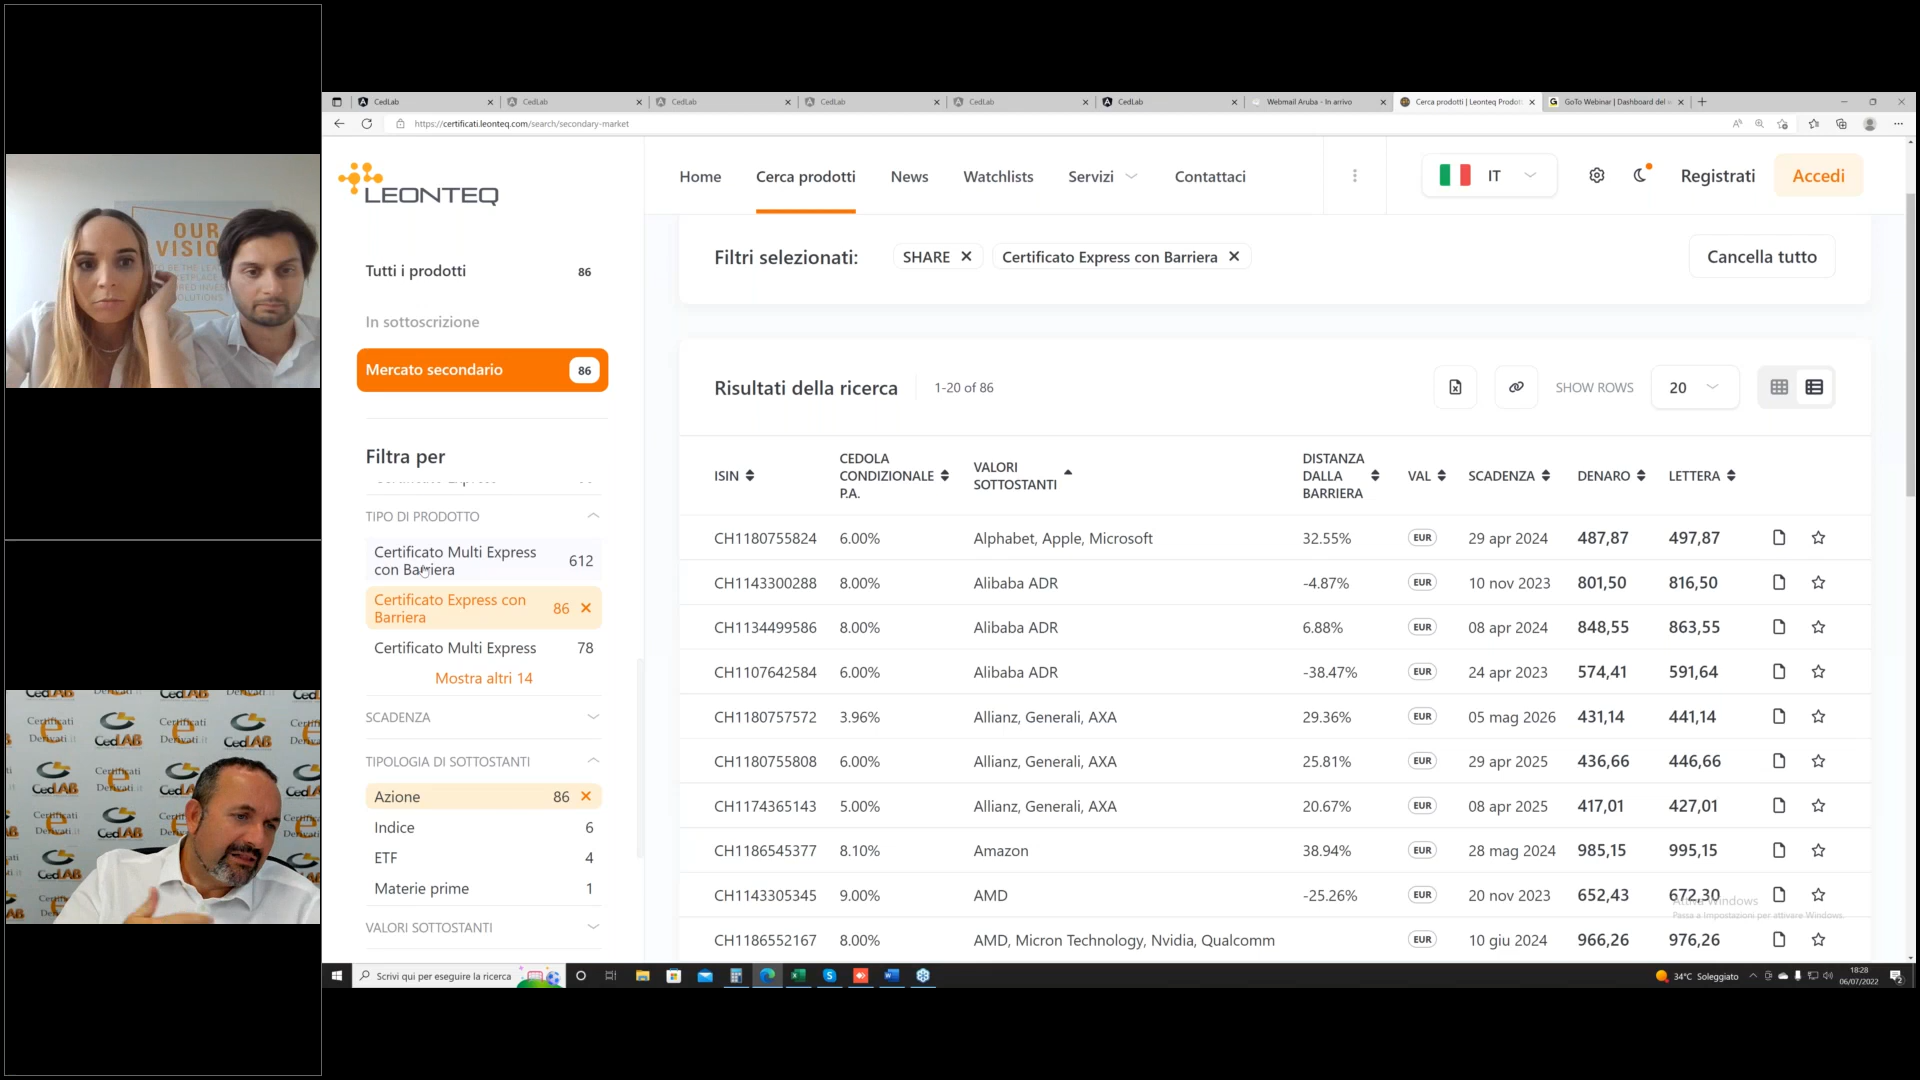 CedLab
CedLab
CedLab
CedLab
CedLab
CedLab
Webmail Aruba - In arrivo
Cerca prodotti | Leonteq Prodot
GoTo Webinar | Dashboard del
https://certificati.leonteq.com/search/secondary-market
LEONTEQ
Home
Cerca prodotti
News
Watchlists
Servizi
Contattaci
IT
Registrati
Accedi
Tutti i prodotti 86
In sottoscrizione
Mercato secondario 86
Filtra per
TIPO DI PRODOTTO
Certificato Multi Express
con Barriera 612
Certificato Express con
Barriera 86
Certificato Multi Express 78
Mostra altri 14
SCADENZA
TIPOLOGIA DI SOTTOSTANTI
Azione 86
Indice 6
ETF 4
Materie prime 1
VALORI SOTTOSTANTI
Filtri selezionati: SHARE Certificato Express con Barriera Cancella tutto
Risultati della ricerca 1-20 of 86 SHOW ROWS 20
ISIN CEDOLA CONDIZIONALE P.A. VALORI SOTTOSTANTI DISTANZA DALLA BARRIERA VAL SCADENZA DENARO LETTERA
CH1180755824 6.00% Alphabet, Apple, Microsoft 32.55% EUR 29 apr 2024 487,87 497,87
CH1143300288 8.00% Alibaba ADR -4.87% EUR 10 nov 2023 801,50 816,50
CH1134499586 8.00% Alibaba ADR 6.88% EUR 08 apr 2024 848,55 863,55
CH1107642584 6.00% Alibaba ADR -38.47% EUR 24 apr 2023 574,41 591,64
CH1180757572 3.96% Allianz, Generali, AXA 29.36% EUR 05 mag 2026 431,14 441,14
CH1180755808 6.00% Allianz, Generali, AXA 25.81% EUR 29 apr 2025 436,66 446,66
CH1174365143 5.00% Allianz, Generali, AXA 20.67% EUR 08 apr 2025 417,01 427,01
CH1186545377 8.10% Amazon 38.94% EUR 28 mag 2024 985,15 995,15
CH1143305345 9.00% AMD -25.26% EUR 20 nov 2023 652,43 672,30
CH1186552167 8.00% AMD, Micron Technology, Nvidia, Qualcomm EUR 10 giu 2024 966,26 976,26
Attiva Windows
Passa a Impostazioni per attivare Windows.
Scrivi qui per eseguire la ricerca
34°C Soleggiato
18:28
06/07/2022
OUR
VISIO
Certificati
Derivati.it
CedLAB